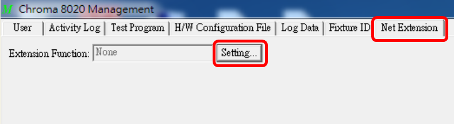 Chroma 8020 Management
User Activity Log Test Program H/W Configuration File Log Data Fixture ID Net Extension
Extension Function: None Setting...